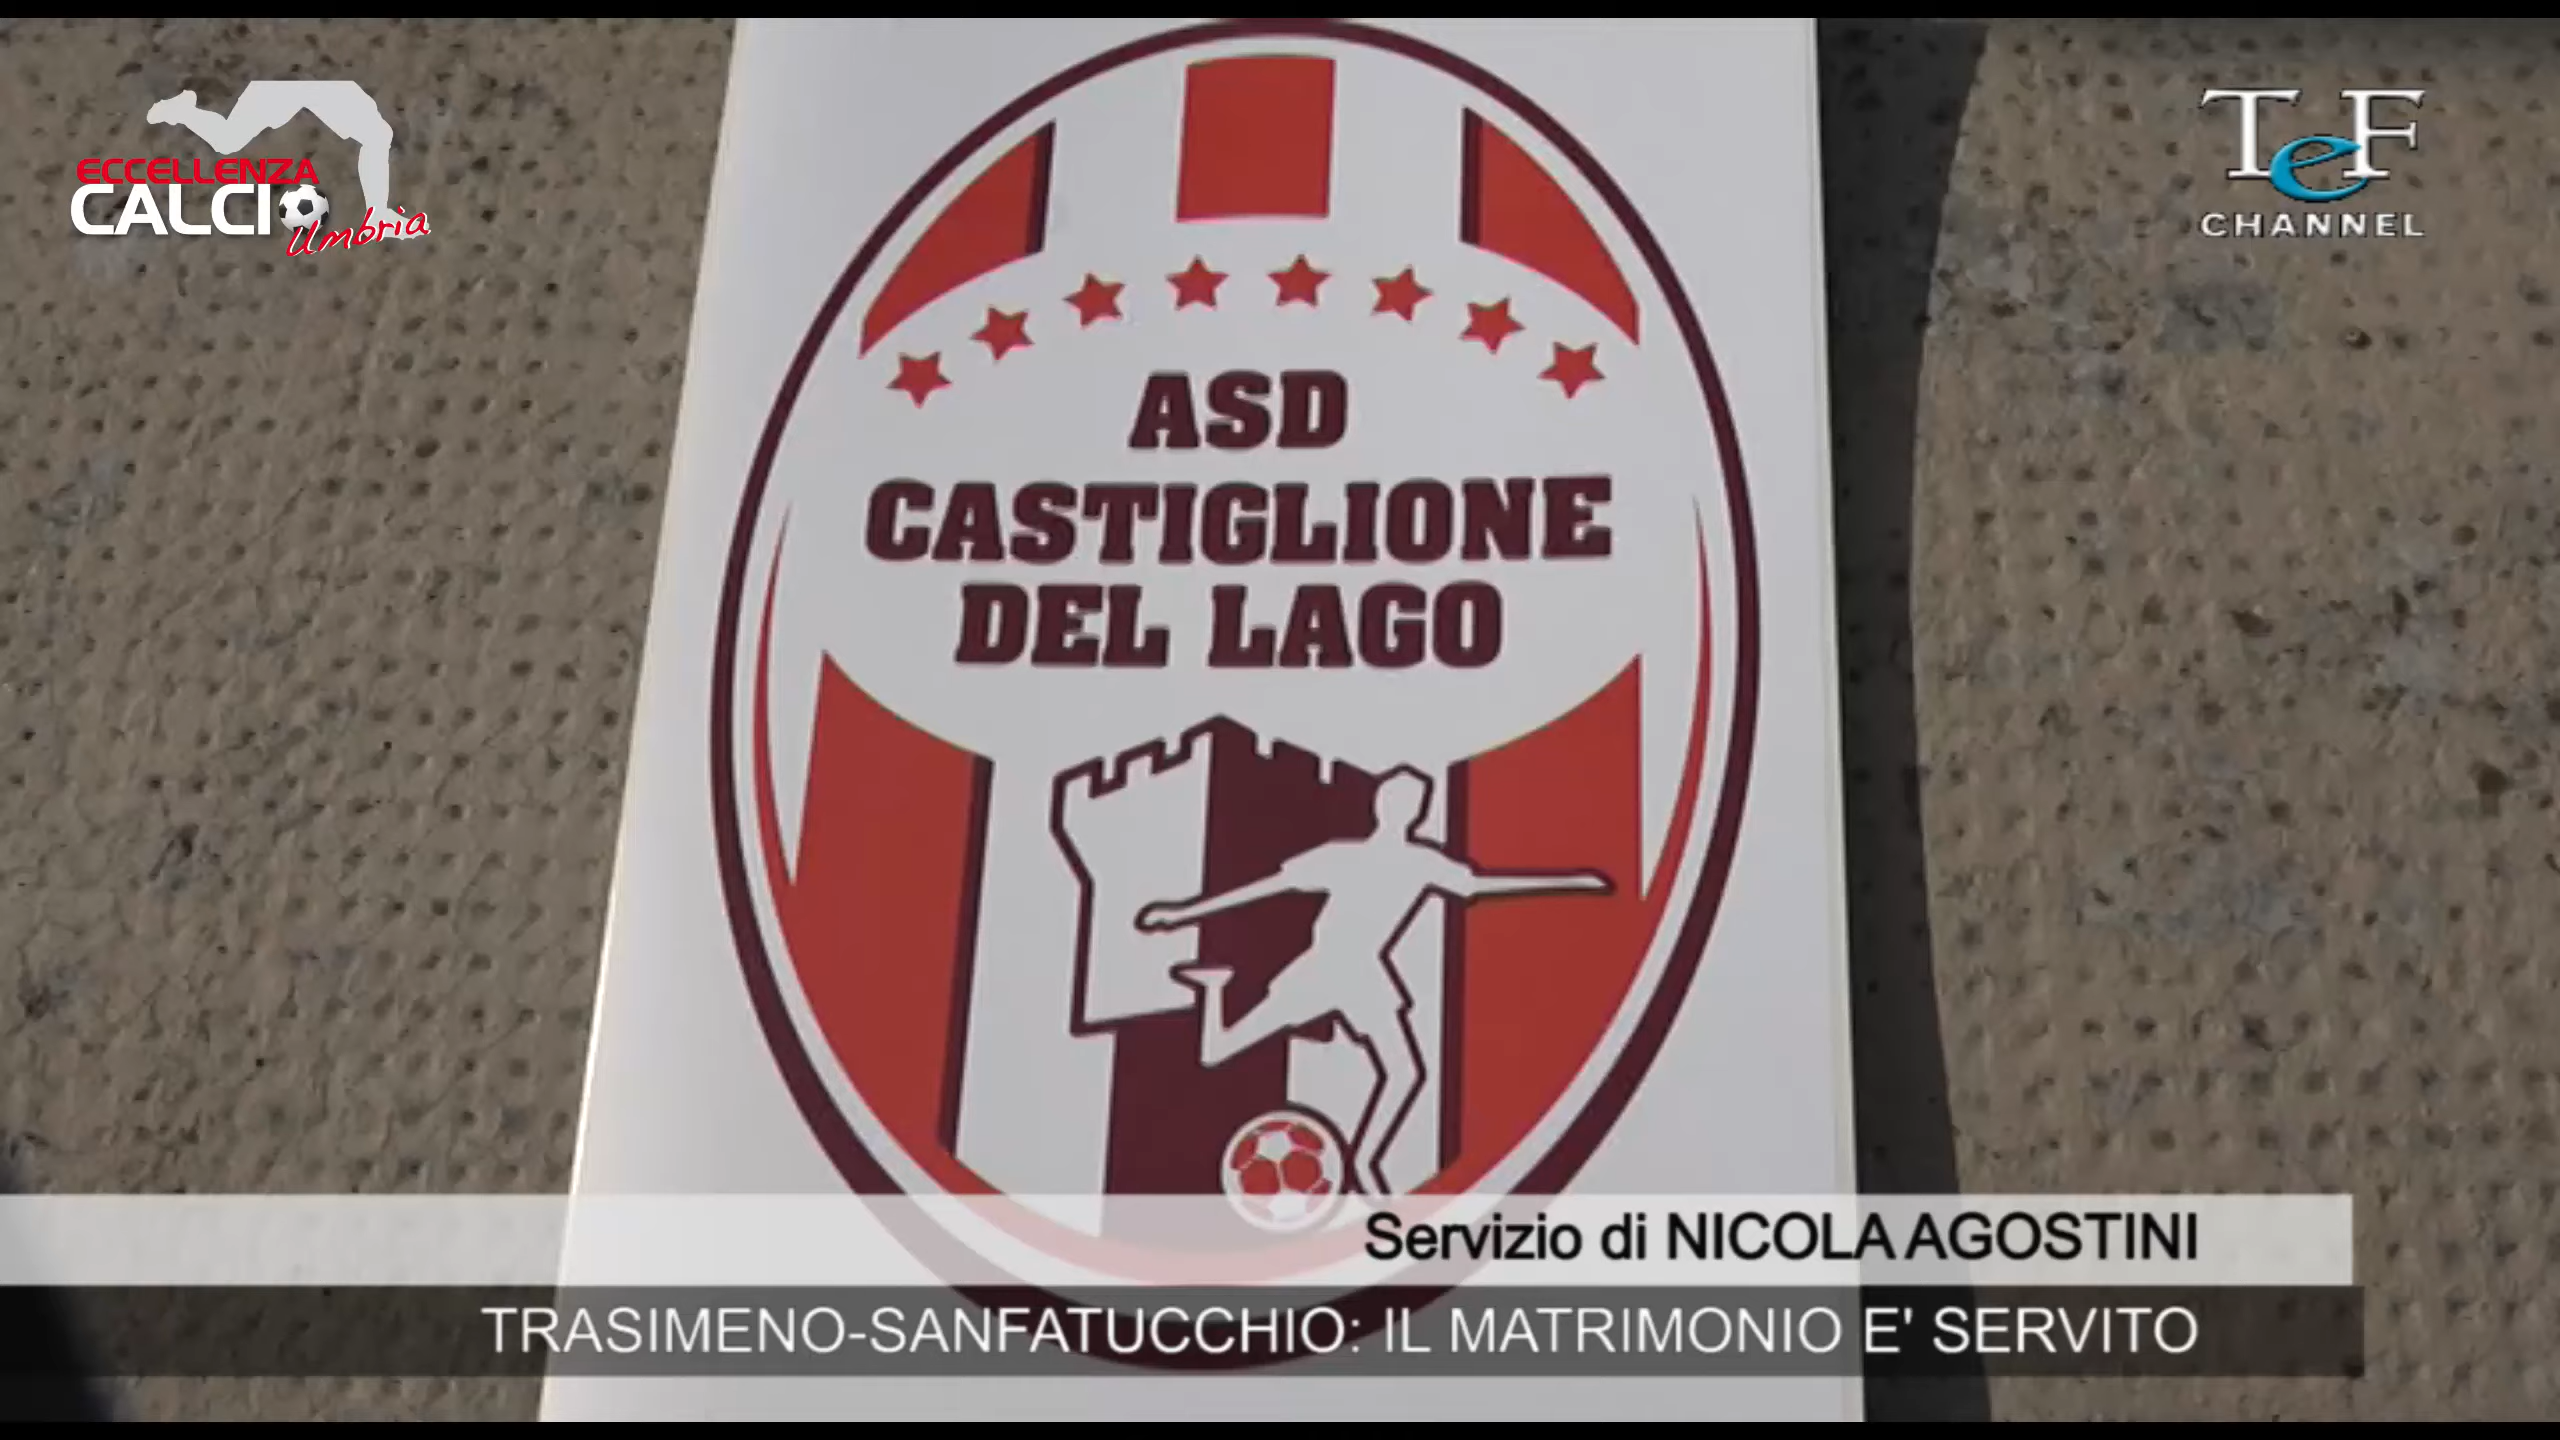 ECCELLENZA
CALCIO
Umbria
TeF
CHANNEL
ASD
CASTIGLIONE
DEL LAGO
Servizio di NICOLA AGOSTINI
TRASIMENO-SANFATUCCHIO: IL MATRIMONIO E' SERVITO